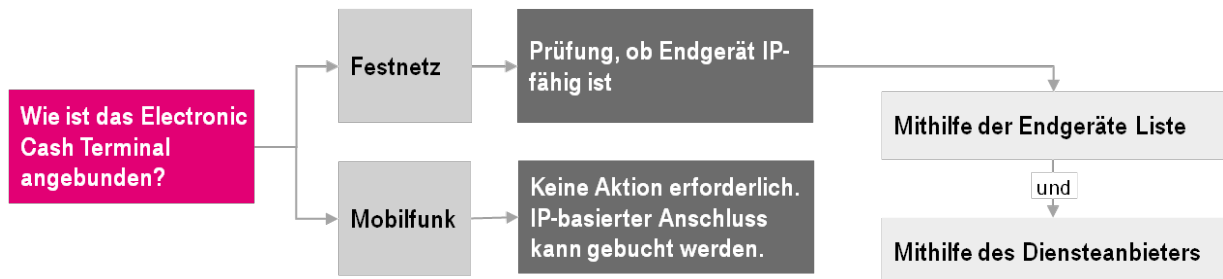 Wie ist das Electronic
Cash Terminal
angebunden?
Festnetz
Prüfung, ob Endgerät IP-
fähig ist
Mithilfe der Endgeräte Liste
und
Mithilfe des Diensteanbieters
Mobilfunk
Keine Aktion erforderlich.
IP-basierter Anschluss
kann gebucht werden.